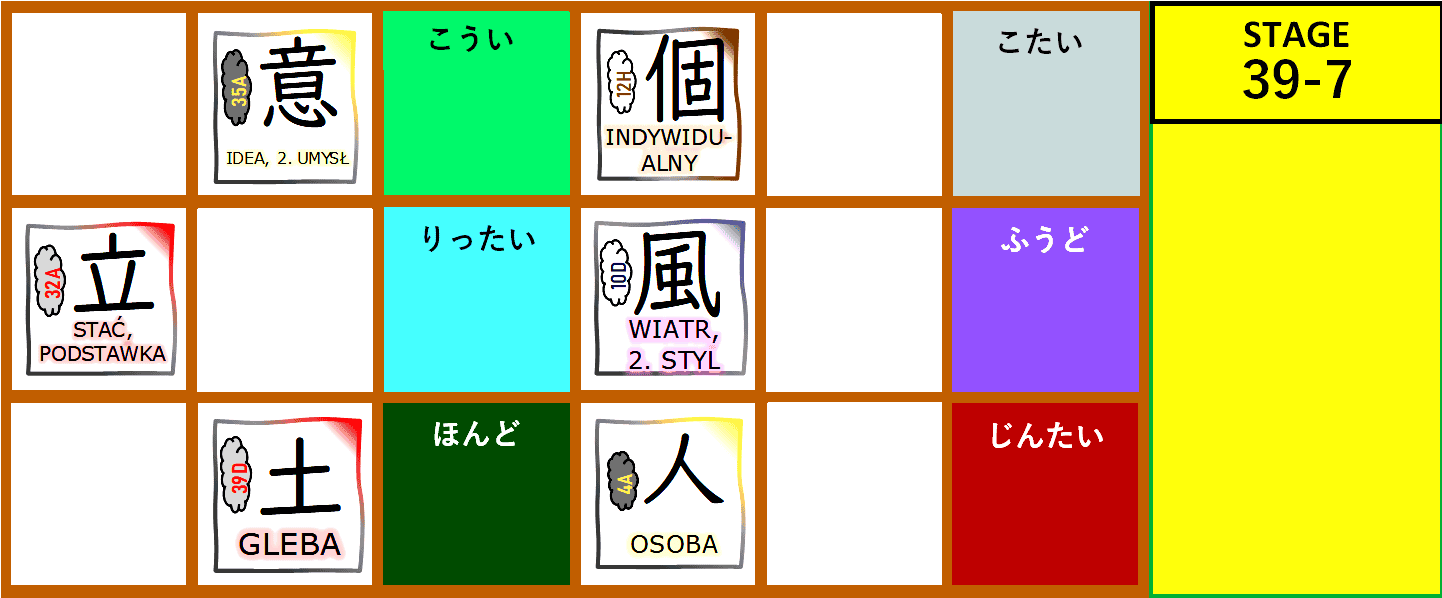 35A
意
IDEA, 2. UMYSŁ
こうい
12H
個
INDYWIDU-
ALNY
こたい
STAGE
39-7
32A
立
STAĆ,
PODSTAWKA
りったい
10D
風
WIATR,
2. STYL
ふうど
39D
土
GLEBA
ほんど
4A
人
OSOBA
じんたい